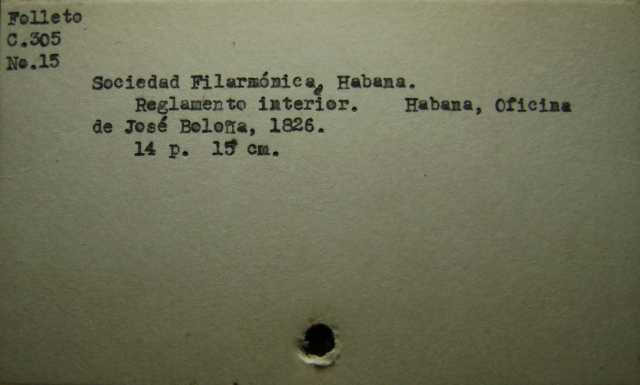 Folleto
C.305
No.15
Sociedad Filarmónica, Habana.
Reglamento interior. Habana, Oficina
de José Boloña, 1826.
14 p. 15 cm.